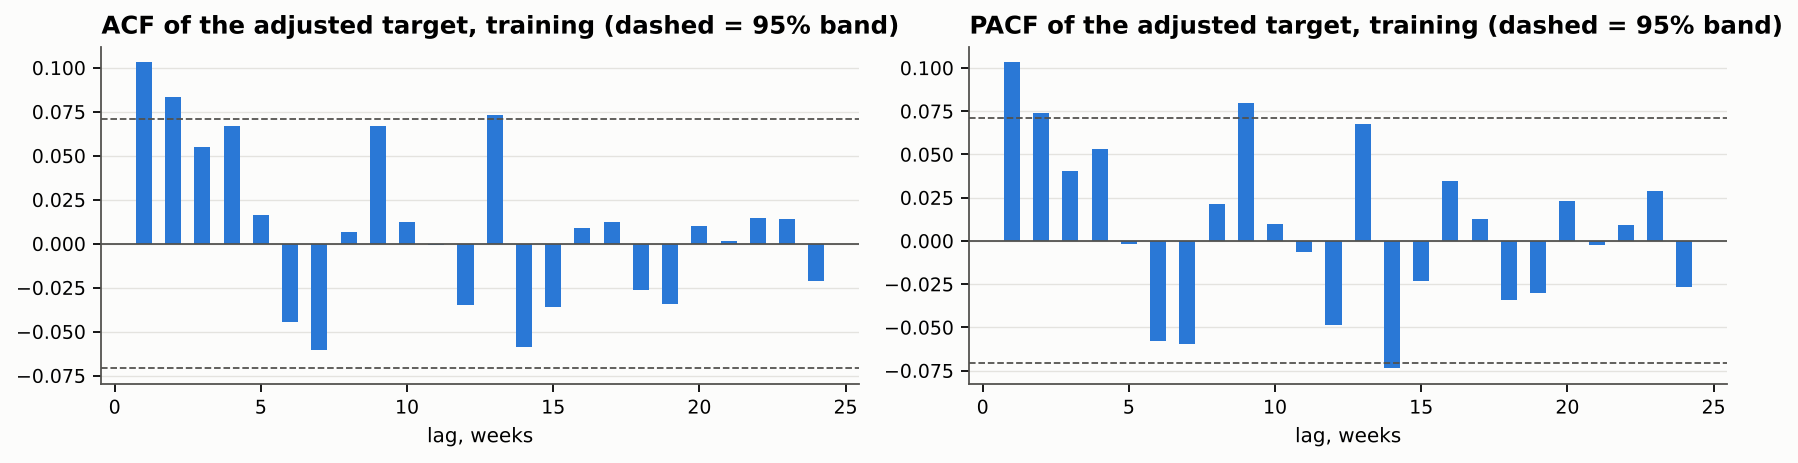 ACF of the adjusted target, training (dashed = 95% band)
0.100
0.075
0.050
0.025
0.000
−0.025
−0.050
−0.075
0 5 10 15 20 25
lag, weeks
PACF of the adjusted target, training (dashed = 95% band)
0.100
0.075
0.050
0.025
0.000
−0.025
−0.050
−0.075
0 5 10 15 20 25
lag, weeks